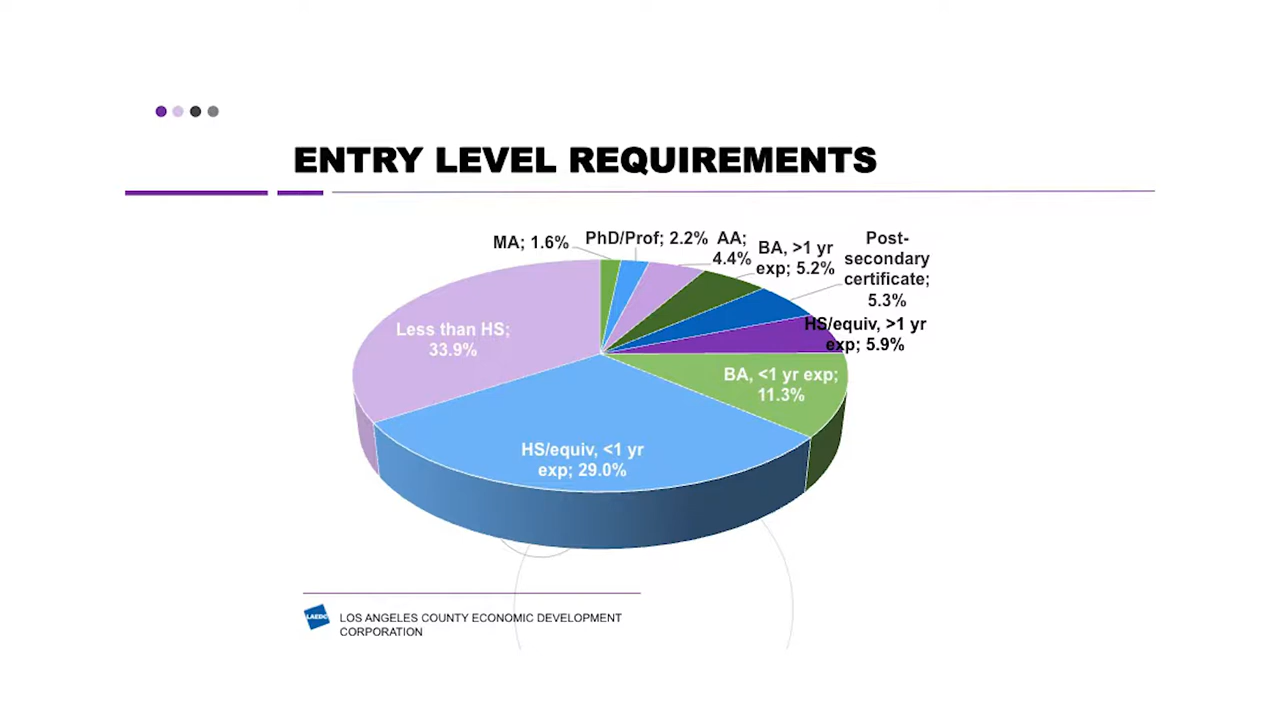 ENTRY LEVEL REQUIREMENTS
MA; 1.6%
PhD/Prof; 2.2%
AA;
4.4%
BA, >1 yr
exp; 5.2%
Post-
secondary
certificate;
5.3%
HS/equiv, >1 yr
exp; 5.9%
Less than HS;
33.9%
BA, <1 yr exp;
11.3%
HS/equiv, <1 yr
exp; 29.0%
LAEDC
LOS ANGELES COUNTY ECONOMIC DEVELOPMENT
CORPORATION